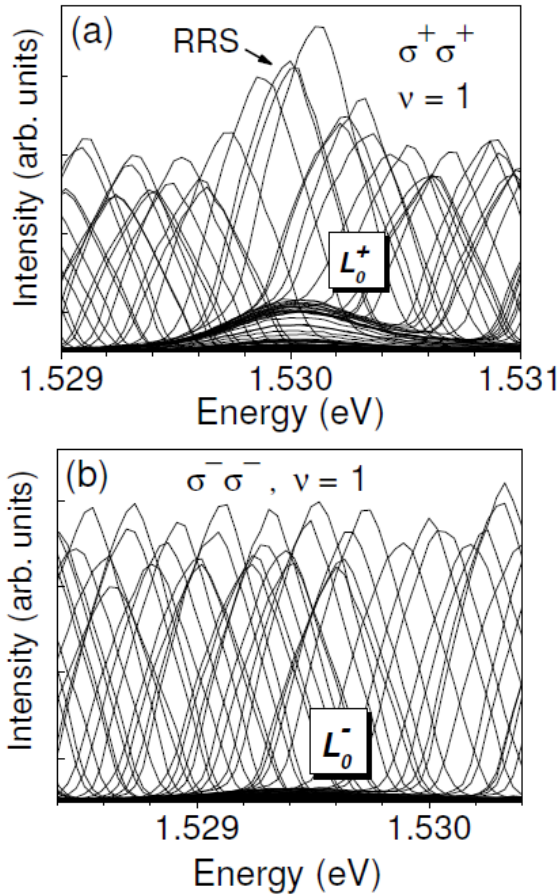 (a)
RRS
σ⁺σ⁺
ν = 1
L₀⁺
Intensity (arb. units)
1.529 1.530 1.531
Energy (eV)
(b)
σ⁻σ⁻, ν = 1
L₀⁻
Intensity (arb. units)
1.529 1.530
Energy (eV)